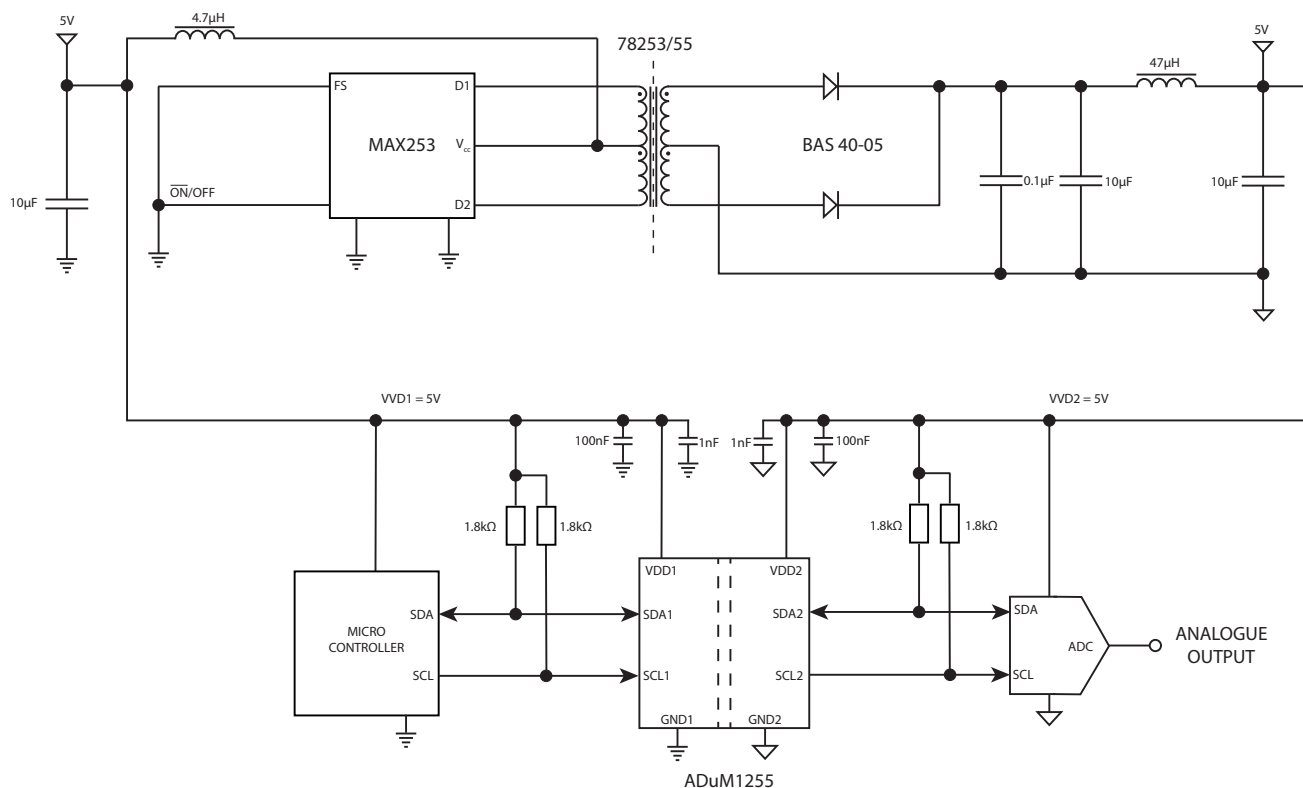 5V
4.7µH
78253/55
5V
47µH
FS
D1
MAX253
Vcc
BAS 40-05
ON/OFF
D2
10µF
0.1µF
10µF
10µF
VVD1 = 5V
VVD2 = 5V
100nF
1nF
1nF
100nF
1.8kΩ
1.8kΩ
1.8kΩ
1.8kΩ
VDD1
VDD2
SDA
SDA1
SDA2
SDA
MICRO
CONTROLLER
ADC
ANALOGUE
OUTPUT
SCL
SCL1
SCL2
SCL
GND1
GND2
ADuM1255